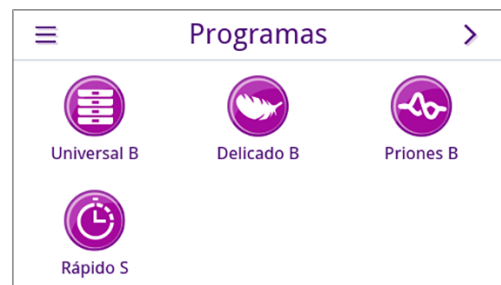 Programas
Universal B
Delicado B
Priones B
Rápido S